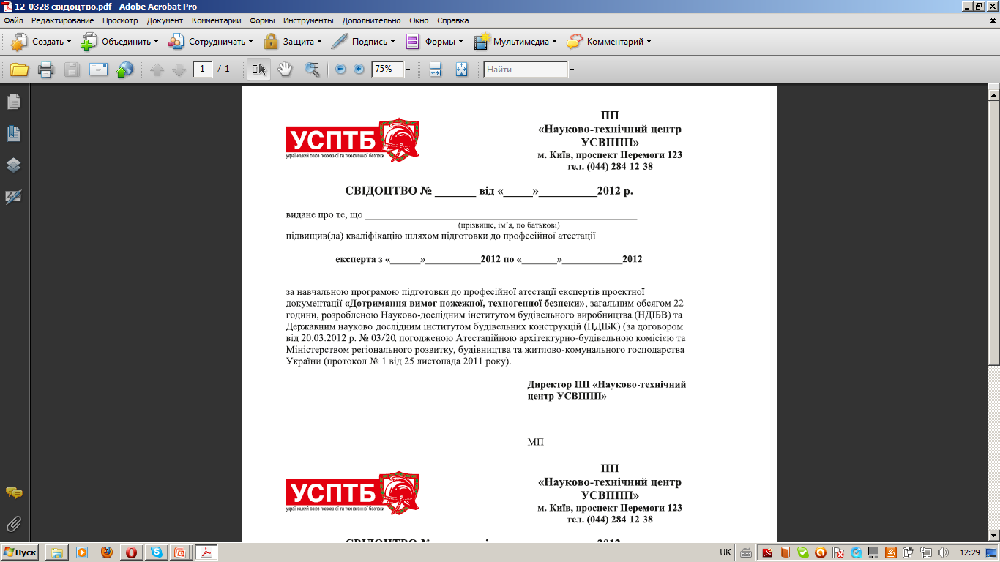 12-0328 свідоцтво.pdf - Adobe Acrobat Pro
Файл Редактирование Просмотр Документ Комментарии Формы Инструменты Дополнительно Окно Справка
Создать Объединить Сотрудничать Защита Подпись Формы Мультимедиа Комментарий
1 / 1 75% Найти
УСПТБ
український союз пожежної та техногенної безпеки
ПП
«Науково-технічний центр
УСВППП»
м. Київ, проспект Перемоги 123
тел. (044) 284 12 38
СВІДОЦТВО № _______ від «_____»__________2012 р.
видане про те, що _________________________________________________________
(прізвище, ім’я, по батькові)
підвищив(ла) кваліфікацію шляхом підготовки до професійної атестації
експерта з «______»___________2012 по «_______»____________2012
за навчальною програмою підготовки до професійної атестації експертів проектної
документації «Дотримання вимог пожежної, техногенної безпеки», загальним обсягом 22
години, розробленою Науково-дослідним інститутом будівельного виробництва (НДІБВ) та
Державним науково дослідним інститутом будівельних конструкцій (НДІБК) (за договором
від 20.03.2012 р. № 03/20, погодженою Атестаційною архітектурно-будівельною комісією та
Міністерством регіонального розвитку, будівництва та житлово-комунального господарства
України (протокол № 1 від 25 листопада 2011 року).
Директор ПП «Науково-технічний
центр УСВППП»
___________________
МП
УСПТБ
український союз пожежної та техногенної безпеки
ПП
«Науково-технічний центр
УСВППП»
м. Київ, проспект Перемоги 123
тел. (044) 284 12 38
Пуск UK 12:29